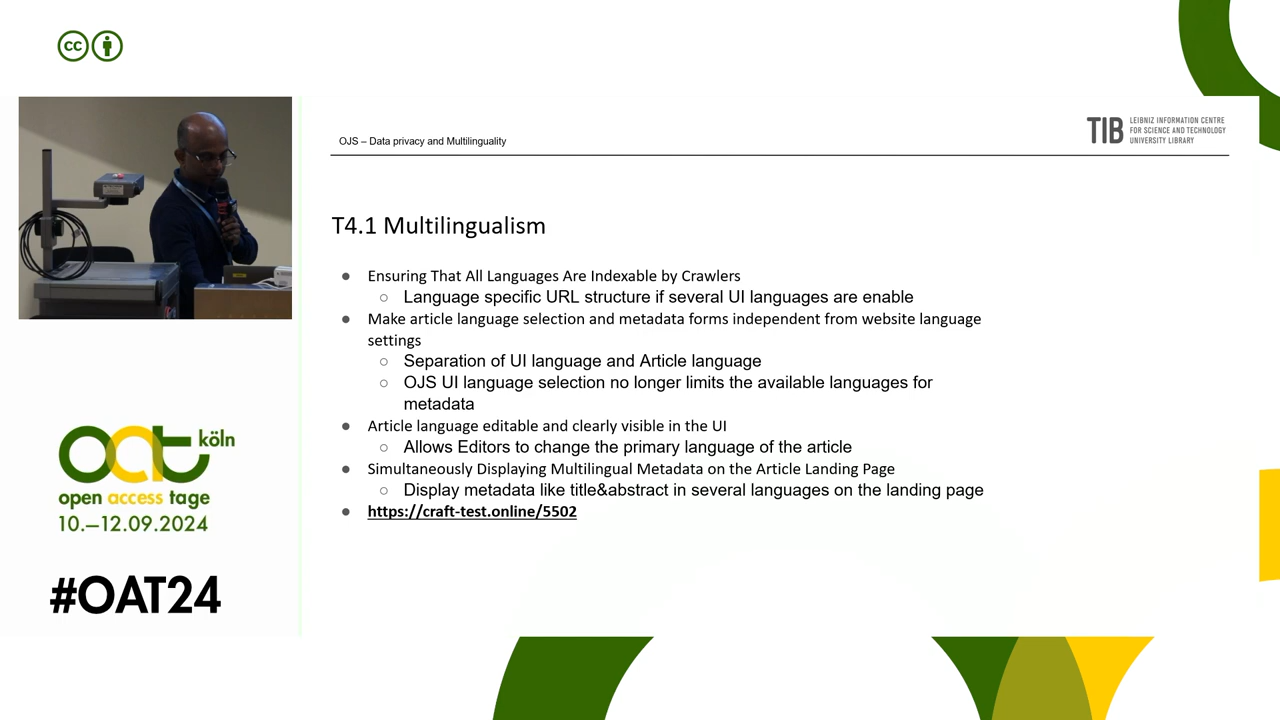 cc
OJS – Data privacy and Multilinguality
TIB
LEIBNIZ INFORMATION CENTRE
FOR SCIENCE AND TECHNOLOGY
UNIVERSITY LIBRARY
T4.1 Multilingualism
● Ensuring That All Languages Are Indexable by Crawlers
○ Language specific URL structure if several UI languages are enable
● Make article language selection and metadata forms independent from website language
settings
○ Separation of UI language and Article language
○ OJS UI language selection no longer limits the available languages for
metadata
● Article language editable and clearly visible in the UI
○ Allows Editors to change the primary language of the article
● Simultaneously Displaying Multilingual Metadata on the Article Landing Page
○ Display metadata like title&abstract in several languages on the landing page
● https://craft-test.online/5502
oat köln
open access tage
10.–12.09.2024
#OAT24